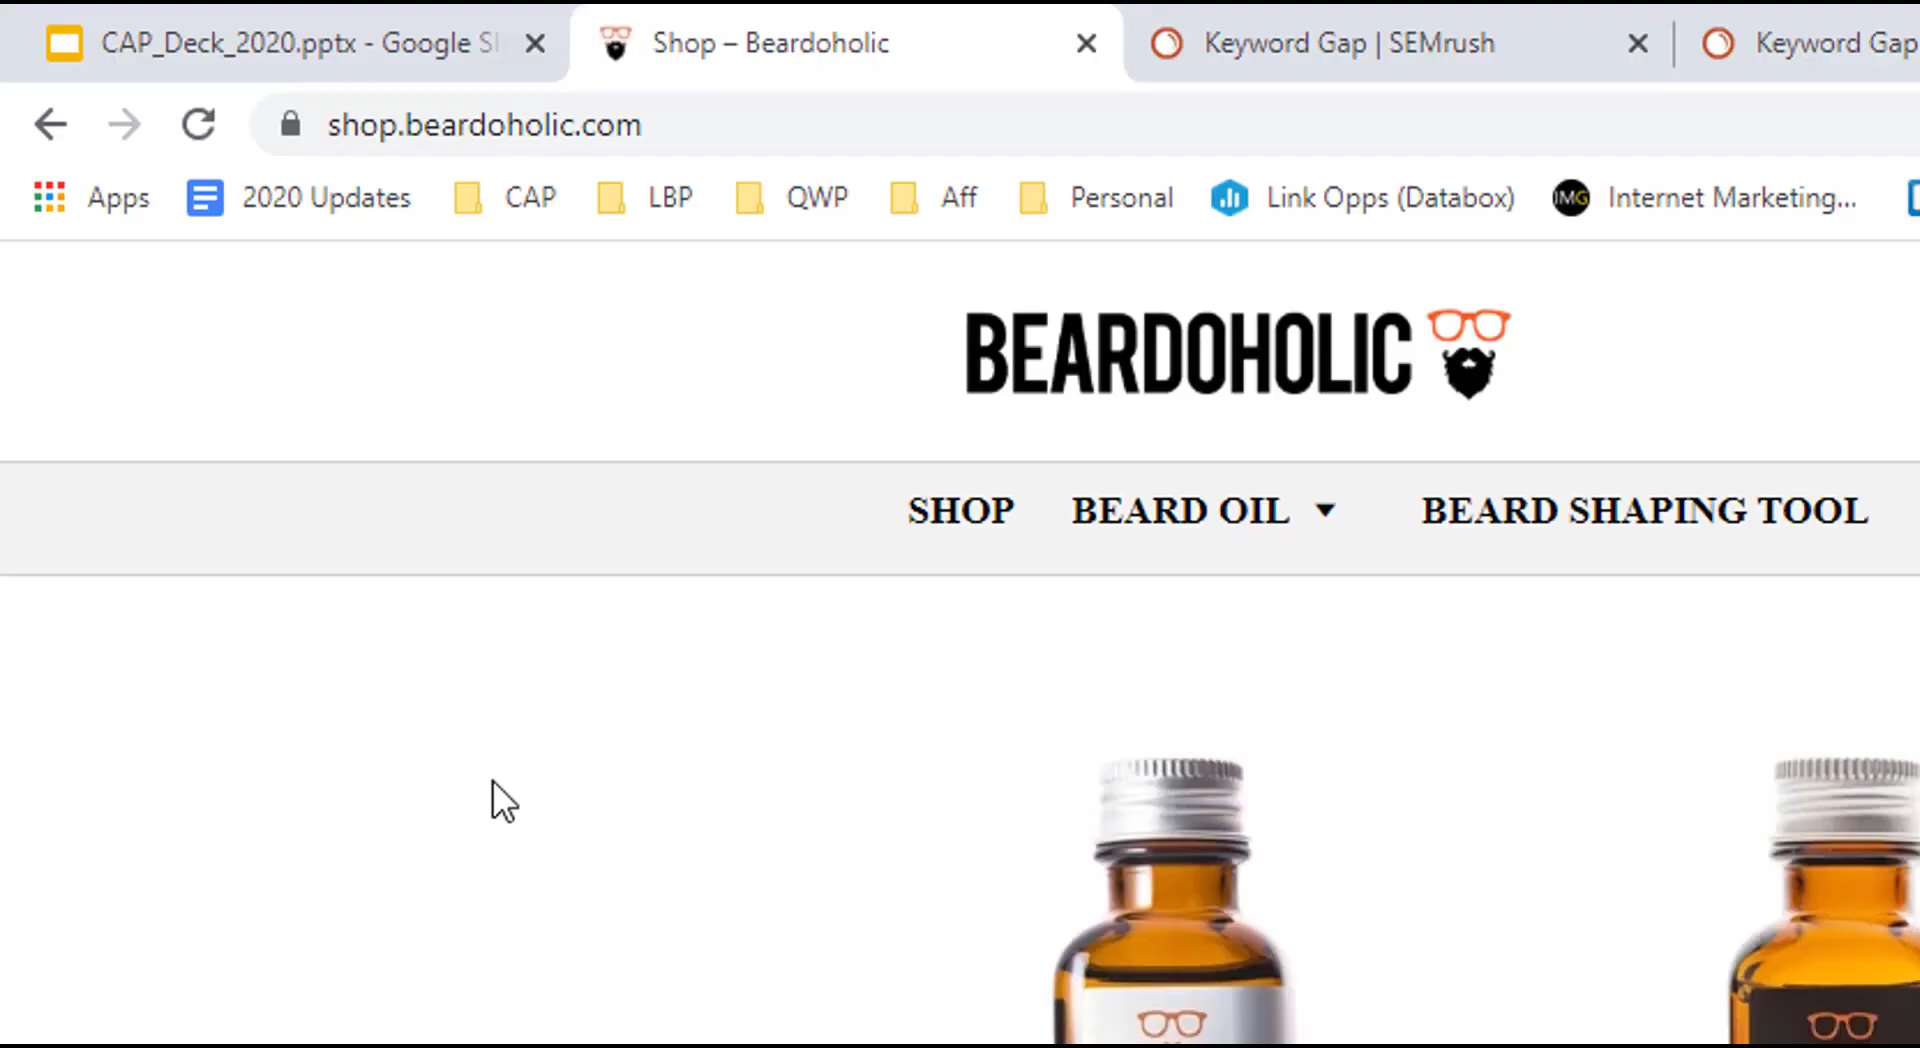 CAP_Deck_2020.pptx - Google Sl
Shop – Beardoholic
Keyword Gap | SEMrush
Keyword Gap
shop.beardoholic.com
Apps
2020 Updates
CAP
LBP
QWP
Aff
Personal
Link Opps (Databox)
IMG
Internet Marketing...
BEARDOHOLIC
SHOP
BEARD OIL
BEARD SHAPING TOOL